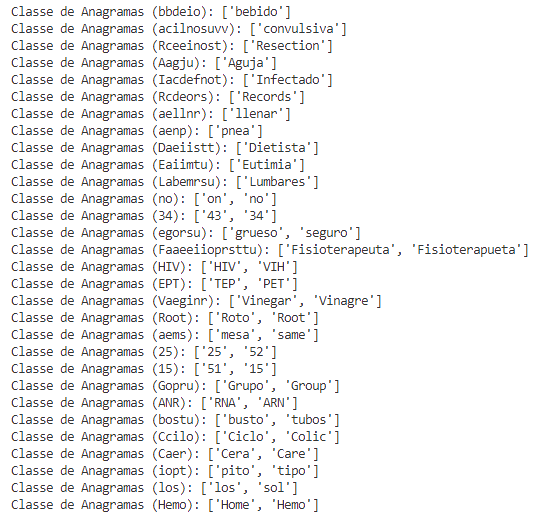 Classe de Anagramas (bbdeio): ['bebido']
Classe de Anagramas (acilnosuvv): ['convulsiva']
Classe de Anagramas (Rceeinost): ['Resection']
Classe de Anagramas (Aagju): ['Aguja']
Classe de Anagramas (Iacdefnot): ['Infectado']
Classe de Anagramas (Rcdeors): ['Records']
Classe de Anagramas (aellnr): ['llenar']
Classe de Anagramas (aenp): ['pnea']
Classe de Anagramas (Daeiistt): ['Dietista']
Classe de Anagramas (Eaiimtu): ['Eutimia']
Classe de Anagramas (Labemrsu): ['Lumbares']
Classe de Anagramas (no): ['on', 'no']
Classe de Anagramas (34): ['43', '34']
Classe de Anagramas (egorsu): ['grueso', 'seguro']
Classe de Anagramas (Faaeeiioprsttu): ['Fisioterapeuta', 'Fisioterapueta']
Classe de Anagramas (HIV): ['HIV', 'VIH']
Classe de Anagramas (EPT): ['TEP', 'PET']
Classe de Anagramas (Vaeginr): ['Vinegar', 'Vinagre']
Classe de Anagramas (Root): ['Roto', 'Root']
Classe de Anagramas (aems): ['mesa', 'same']
Classe de Anagramas (25): ['25', '52']
Classe de Anagramas (15): ['51', '15']
Classe de Anagramas (Gopru): ['Grupo', 'Group']
Classe de Anagramas (ANR): ['RNA', 'ARN']
Classe de Anagramas (bostu): ['busto', 'tubos']
Classe de Anagramas (Ccilo): ['Ciclo', 'Colic']
Classe de Anagramas (Caer): ['Cera', 'Care']
Classe de Anagramas (iopt): ['pito', 'tipo']
Classe de Anagramas (los): ['los', 'sol']
Classe de Anagramas (Hemo): ['Home', 'Hemo']